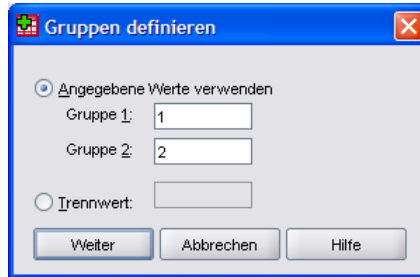 Gruppen definieren
Angegebene Werte verwenden
Gruppe 1: 1
Gruppe 2: 2
Trennwert:
Weiter Abbrechen Hilfe